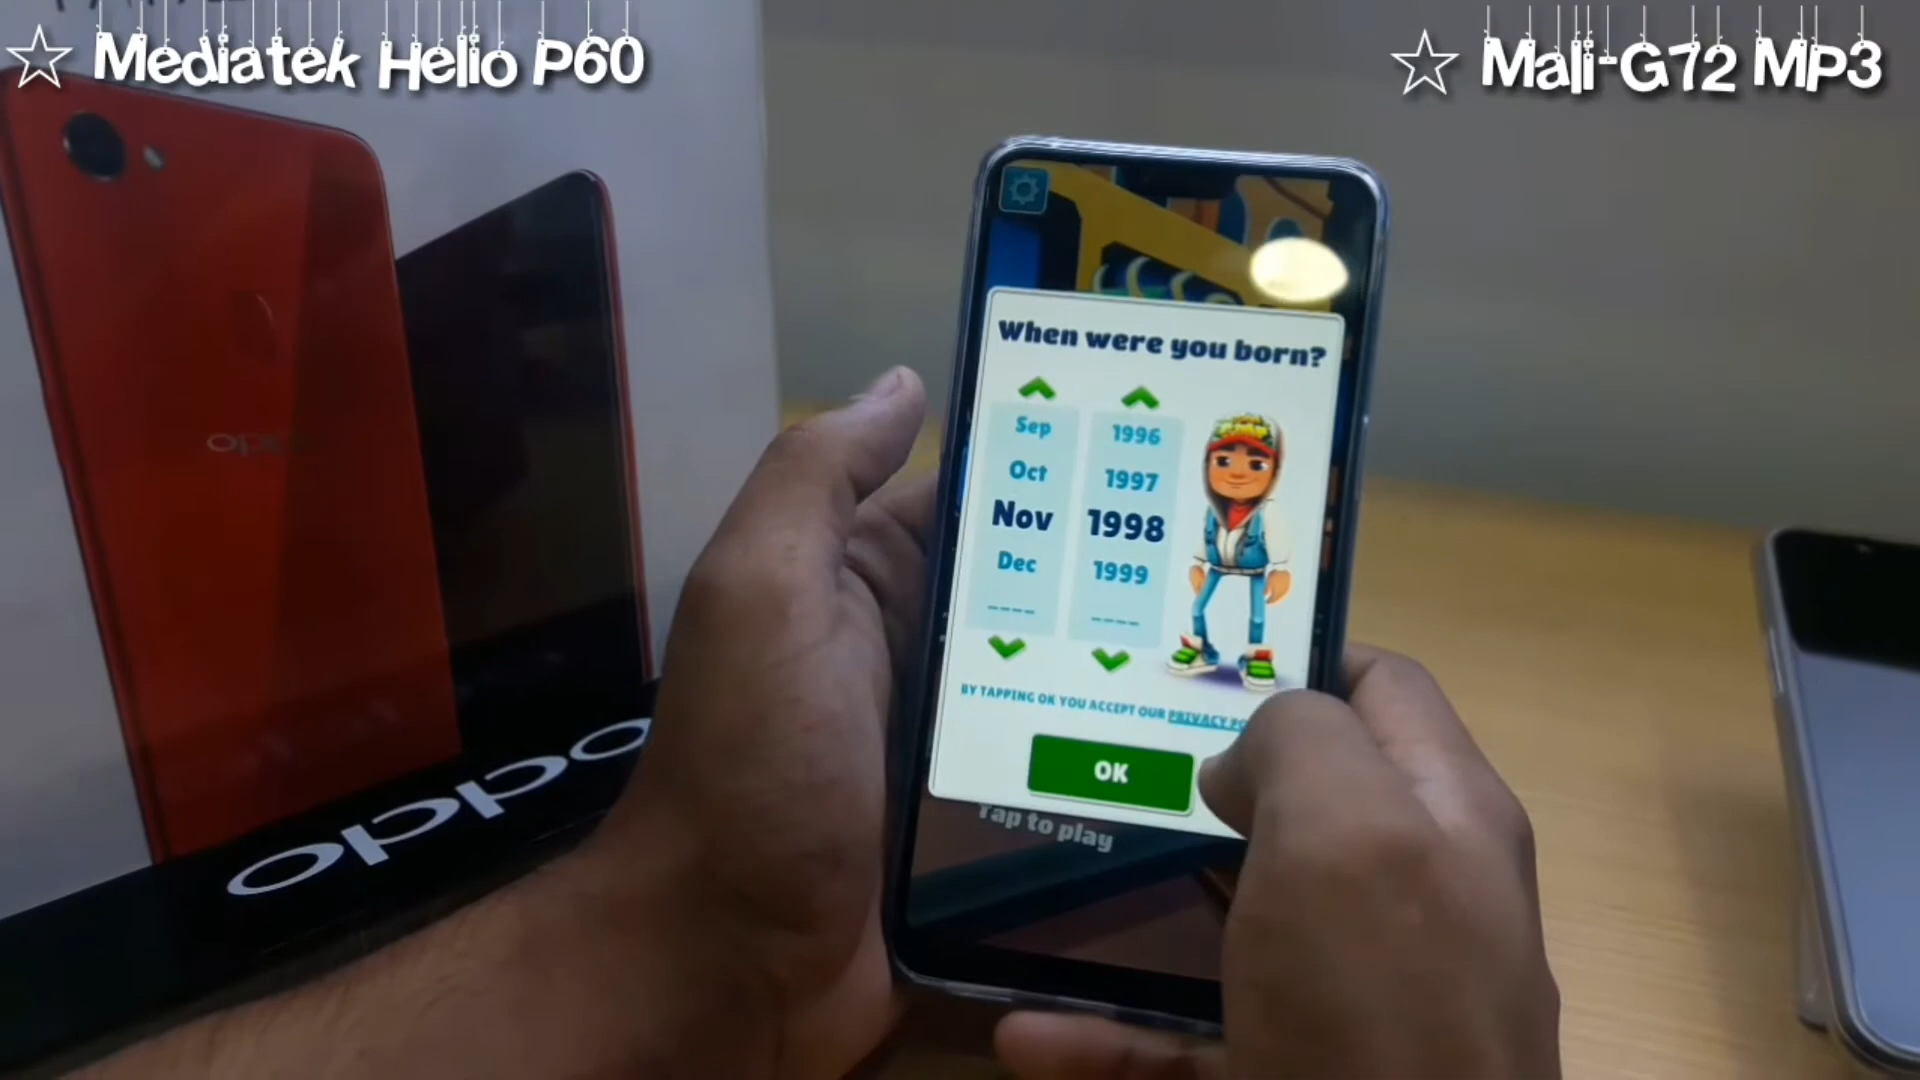 ☆ Mediatek Helio P60
☆ Mali-G72 MP3
When were you born?
Sep 1996
Oct 1997
Nov 1998
Dec 1999
---- ----
BY TAPPING OK YOU ACCEPT OUR PRIVACY
OK
Tap to play
oppo
oppo